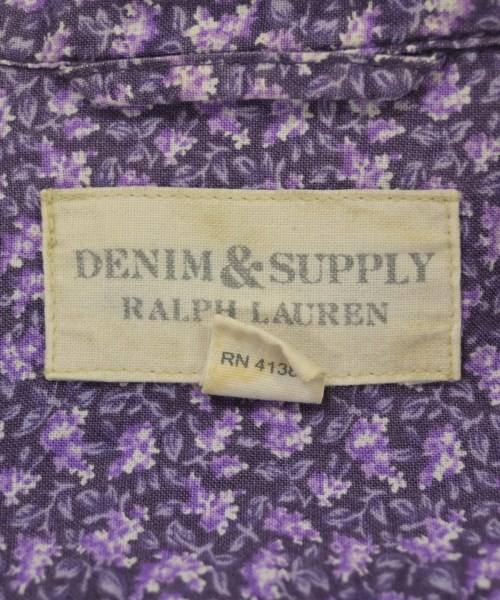 DENIM & SUPPLY
RALPH LAUREN
RN 4138